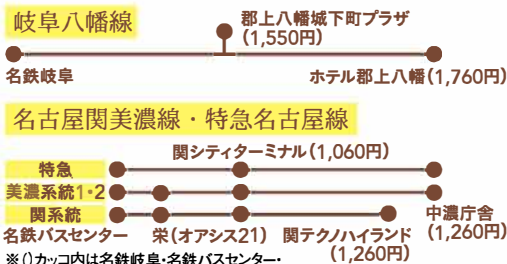 岐阜八幡線
郡上八幡城下町プラザ
(1,550円)
名鉄岐阜
ホテル郡上八幡(1,760円)
名古屋関美濃線・特急名古屋線
関シティターミナル(1,060円)
特急
美濃系統1・2
関系統
名鉄バスセンター
栄(オアシス21)
関テクノハイランド
(1,260円)
中濃庁舎
(1,260円)
※()カッコ内は名鉄岐阜・名鉄バスセンター・